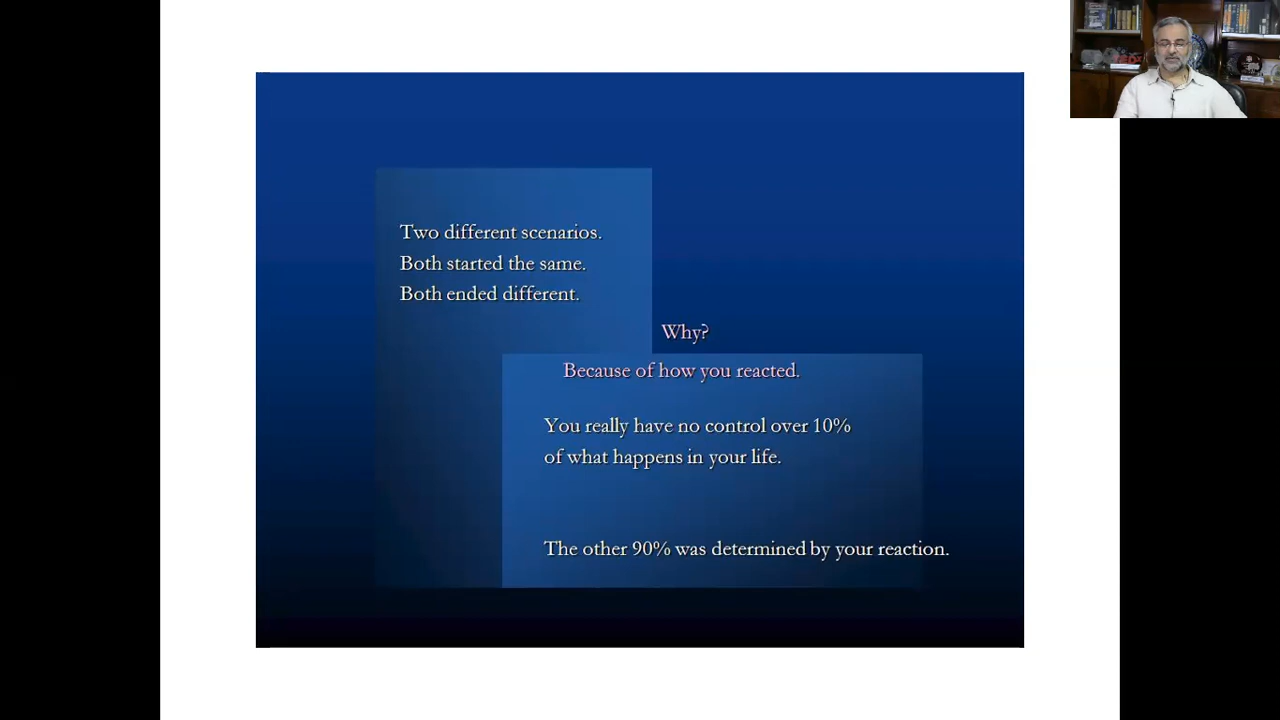 Two different scenarios.
Both started the same.
Both ended different.
Why?
Because of how you reacted.
You really have no control over 10%
of what happens in your life.
The other 90% was determined by your reaction.